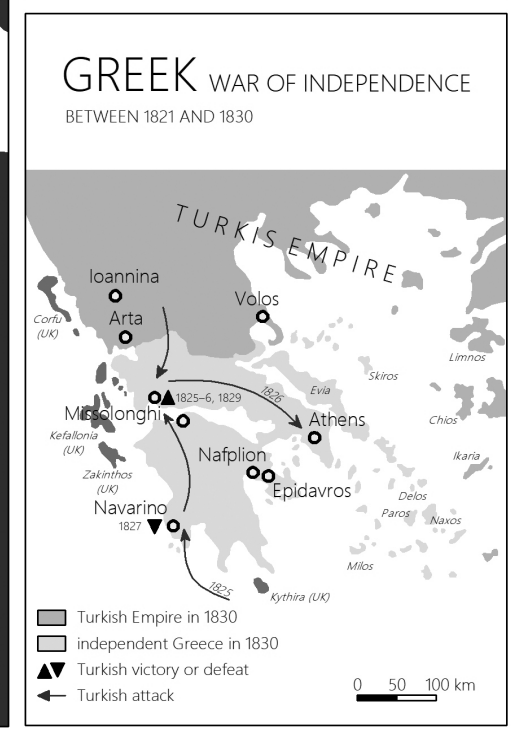 GREEK WAR OF INDEPENDENCE
BETWEEN 1821 AND 1830
TURKIS EMPIRE
Ioannina
Volos
Corfu
(UK)
Arta
Limnos
Skiros
Evia
1826
1825–6, 1829
Missolonghi
Chios
Athens
Kefallonia
(UK)
Nafplion
Ikaria
Zakinthos
(UK)
Epidavros
Delos
Navarino
Paros
Naxos
1827
Milos
1825
Kythira (UK)
Turkish Empire in 1830
independent Greece in 1830
Turkish victory or defeat
Turkish attack
0 50 100 km